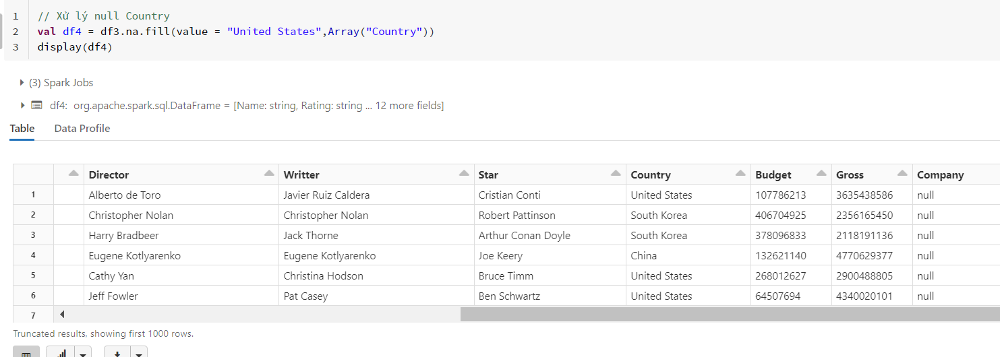 1 // Xử lý null Country
2 val df4 = df3.na.fill(value = "United States",Array("Country"))
3 display(df4)
(3) Spark Jobs
df4: org.apache.spark.sql.DataFrame = [Name: string, Rating: string ... 12 more fields]
Table Data Profile
Director Writter Star Country Budget Gross Company
1 Alberto de Toro Javier Ruiz Caldera Cristian Conti United States 107786213 3635438586 null
2 Christopher Nolan Christopher Nolan Robert Pattinson South Korea 406704925 2356165450 null
3 Harry Bradbeer Jack Thorne Arthur Conan Doyle South Korea 378096833 2118191136 null
4 Eugene Kotlyarenko Eugene Kotlyarenko Joe Keery China 132621140 4770629377 null
5 Cathy Yan Christina Hodson Bruce Timm United States 268012627 2900488805 null
6 Jeff Fowler Pat Casey Ben Schwartz United States 64507694 4340020101 null
7
Truncated results, showing first 1000 rows.